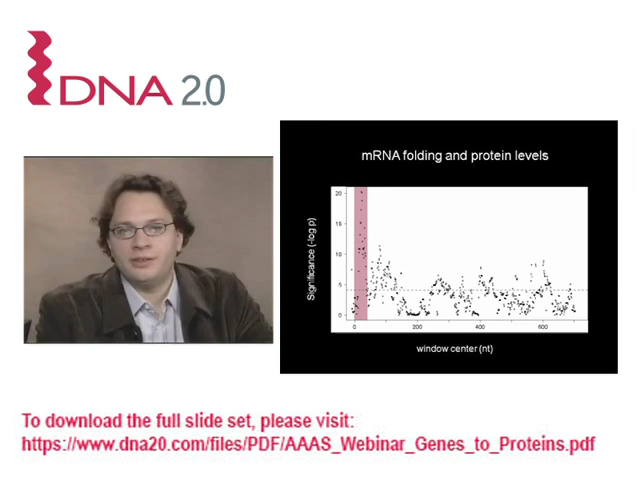 DNA 2.0
mRNA folding and protein levels
Significance (-log p)
20
15
10
5
0
0 200 400 600
window center (nt)
To download the full slide set, please visit:
https://www.dna20.com/files/PDF/AAAS_Webinar_Genes_to_Proteins.pdf